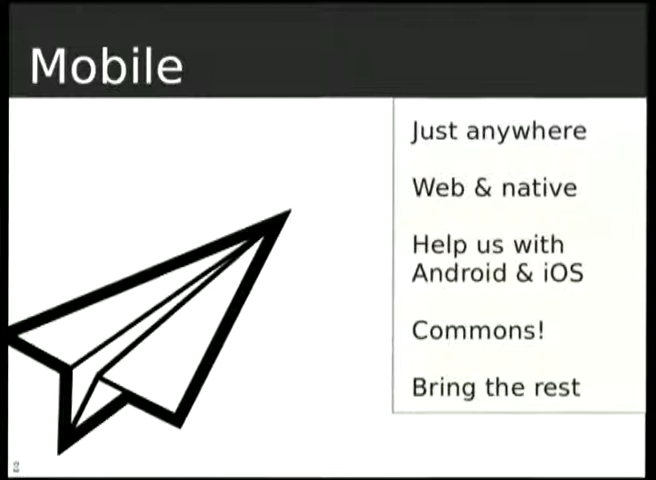 Mobile
Just anywhere
Web & native
Help us with
Android & iOS
Commons!
Bring the rest